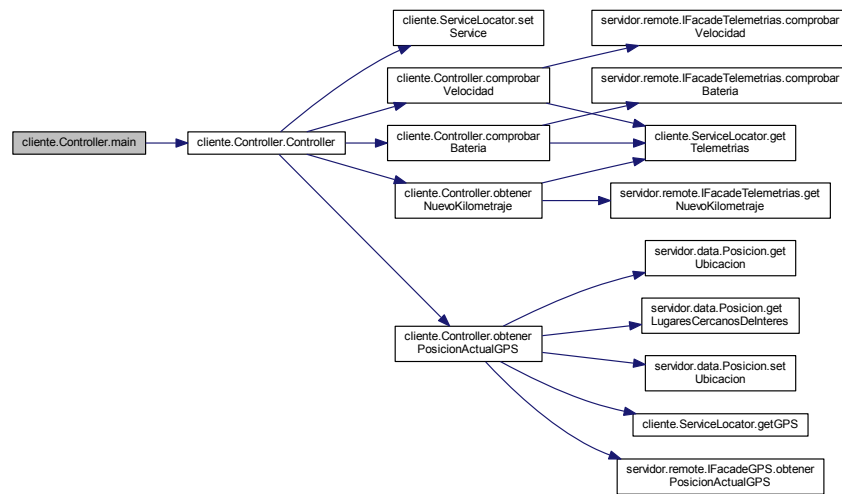 cliente.Controller.main
cliente.Controller.Controller
cliente.ServiceLocator.set
Service
cliente.Controller.comprobar
Velocidad
cliente.Controller.comprobar
Bateria
cliente.Controller.obtener
NuevoKilometraje
cliente.Controller.obtener
PosicionActualGPS
servidor.remote.IFacadeTelemetrias.comprobar
Velocidad
servidor.remote.IFacadeTelemetrias.comprobar
Bateria
cliente.ServiceLocator.get
Telemetrias
servidor.remote.IFacadeTelemetrias.get
NuevoKilometraje
servidor.data.Posicion.get
Ubicacion
servidor.data.Posicion.get
LugaresCercanosDeInteres
servidor.data.Posicion.set
Ubicacion
cliente.ServiceLocator.getGPS
servidor.remote.IFacadeGPS.obtener
PosicionActualGPS